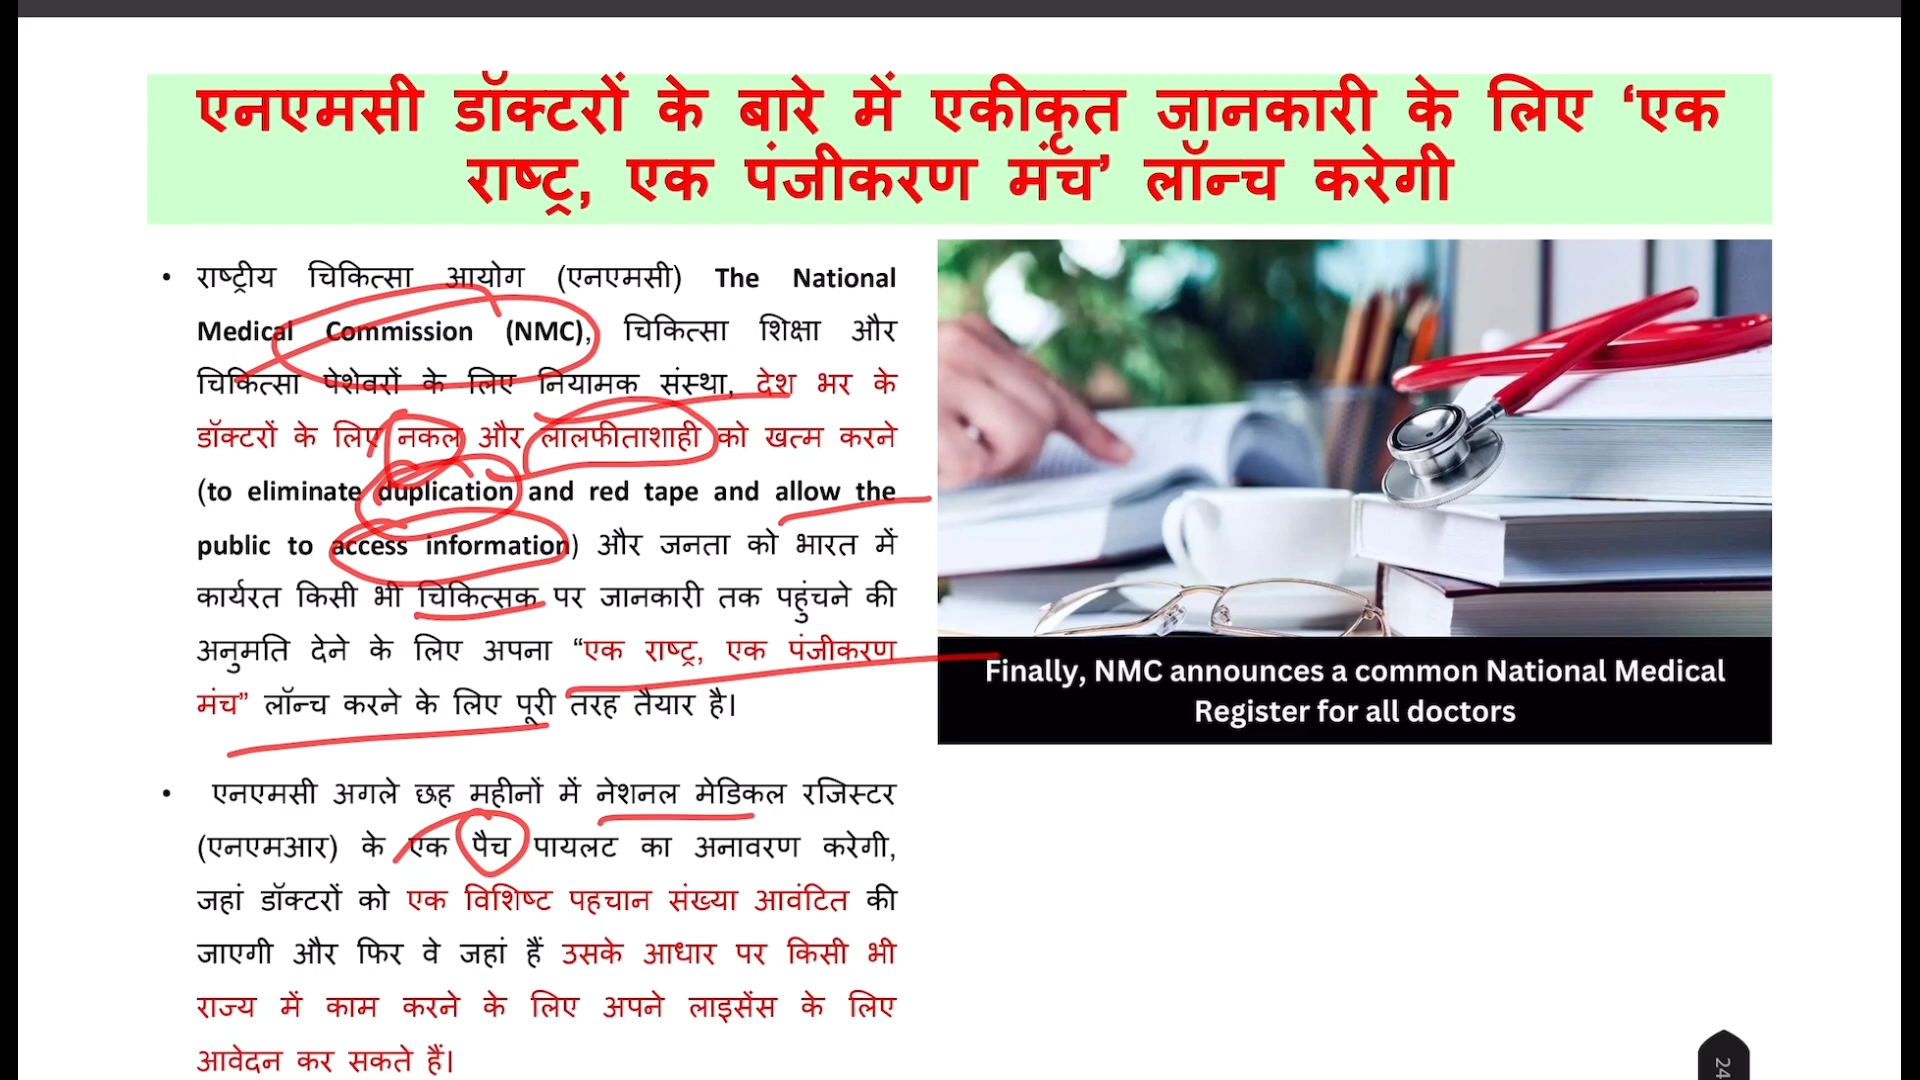 एनएमसी डॉक्टरों के बारे में एकीकृत जानकारी के लिए ‘एक
राष्ट्र, एक पंजीकरण मंच’ लॉन्च करेगी
• राष्ट्रीय चिकित्सा आयोग (एनएमसी) The National
Medical Commission (NMC), चिकित्सा शिक्षा और
चिकित्सा पेशेवरों के लिए नियामक संस्था, देश भर के
डॉक्टरों के लिए नकल और लालफीताशाही को खत्म करने
(to eliminate duplication and red tape and allow the
public to access information) और जनता को भारत में
कार्यरत किसी भी चिकित्सक पर जानकारी तक पहुंचने की
अनुमति देने के लिए अपना “एक राष्ट्र, एक पंजीकरण
मंच” लॉन्च करने के लिए पूरी तरह तैयार है।
• एनएमसी अगले छह महीनों में नेशनल मेडिकल रजिस्टर
(एनएमआर) के एक पैच पायलट का अनावरण करेगी,
जहां डॉक्टरों को एक विशिष्ट पहचान संख्या आवंटित की
जाएगी और फिर वे जहां हैं उसके आधार पर किसी भी
राज्य में काम करने के लिए अपने लाइसेंस के लिए
आवेदन कर सकते हैं।
Finally, NMC announces a common National Medical
Register for all doctors
24